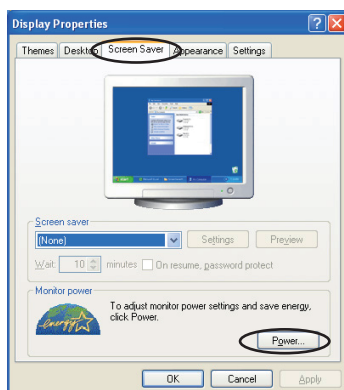 Display Properties
Themes Desktop Screen Saver Appearance Settings
Screen saver
(None) Settings Preview
Wait: 10 minutes On resume, password protect
Monitor power
To adjust monitor power settings and save energy,
click Power.
energy
Power...
OK Cancel Apply